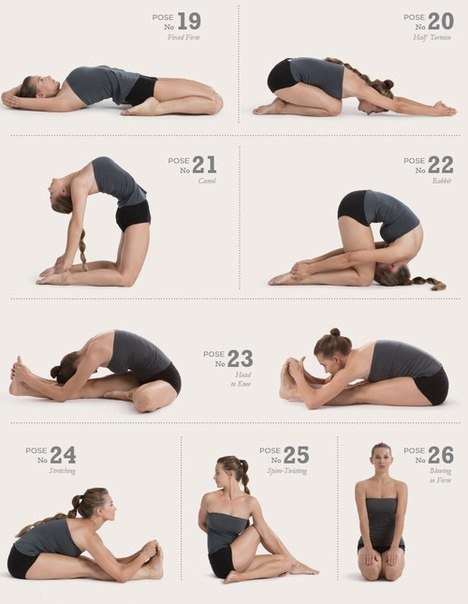 POSE
No 19
Fixed Firm
POSE
No 20
Half Tortoise
POSE
No 21
Camel
POSE
No 22
Rabbit
POSE
No 23
Head
to Knee
POSE
No 24
Stretching
POSE
No 25
Spine-Twisting
POSE
No 26
Blowing
in Firm